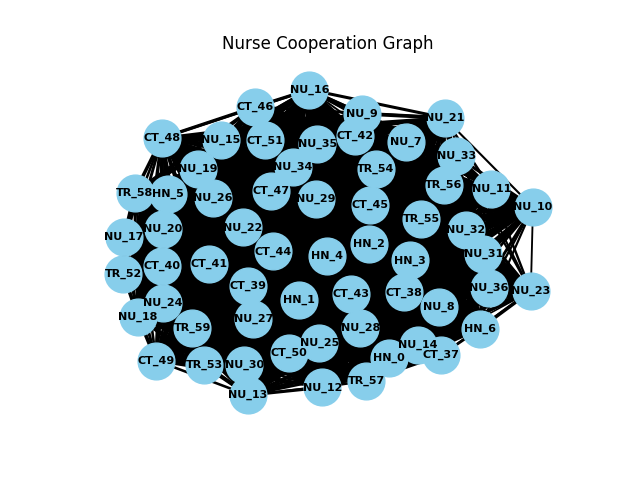 Nurse Cooperation Graph
NU_16
CT_46
NU_9
NU_21
CT_48
NU_15
CT_51
NU_35
CT_42
NU_7
NU_33
NU_19
NU_34
TR_54
TR_56
NU_11
TR_58
HN_5
NU_26
CT_47
NU_29
CT_45
NU_10
TR_55
NU_17
NU_20
NU_22
NU_32
CT_44
HN_4
HN_2
HN_3
NU_31
TR_52
CT_40
CT_41
CT_39
HN_1
CT_43
CT_38
NU_36
NU_23
NU_24
NU_18
NU_8
TR_59
NU_27
NU_28
HN_6
CT_49
TR_53
NU_30
CT_50
NU_25
HN_0
NU_14
CT_37
NU_13
NU_12
TR_57